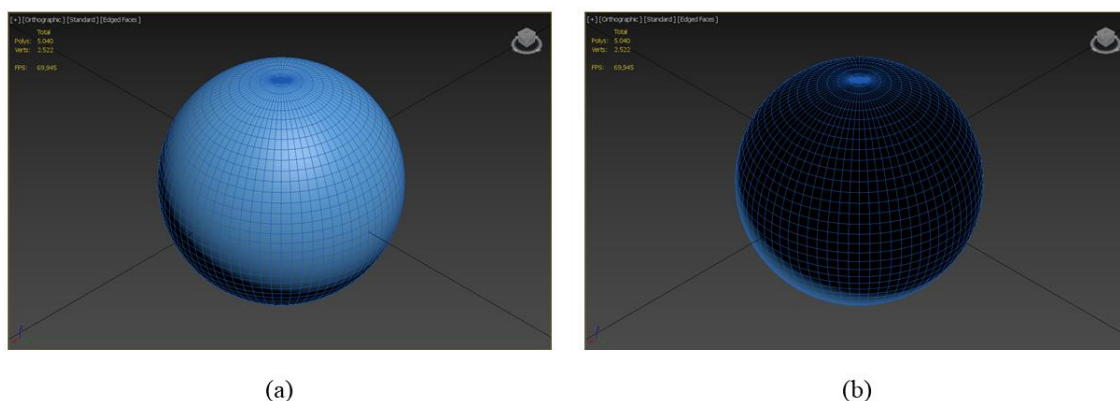 [+] [Orthographic] [Standard] [Edged Faces]
Total
Polys: 5.040
Verts: 2.522
FPS: 69,945
[+] [Orthographic] [Standard] [Edged Faces]
Total
Polys: 5.040
Verts: 2.522
FPS: 69,945
(a)
(b)